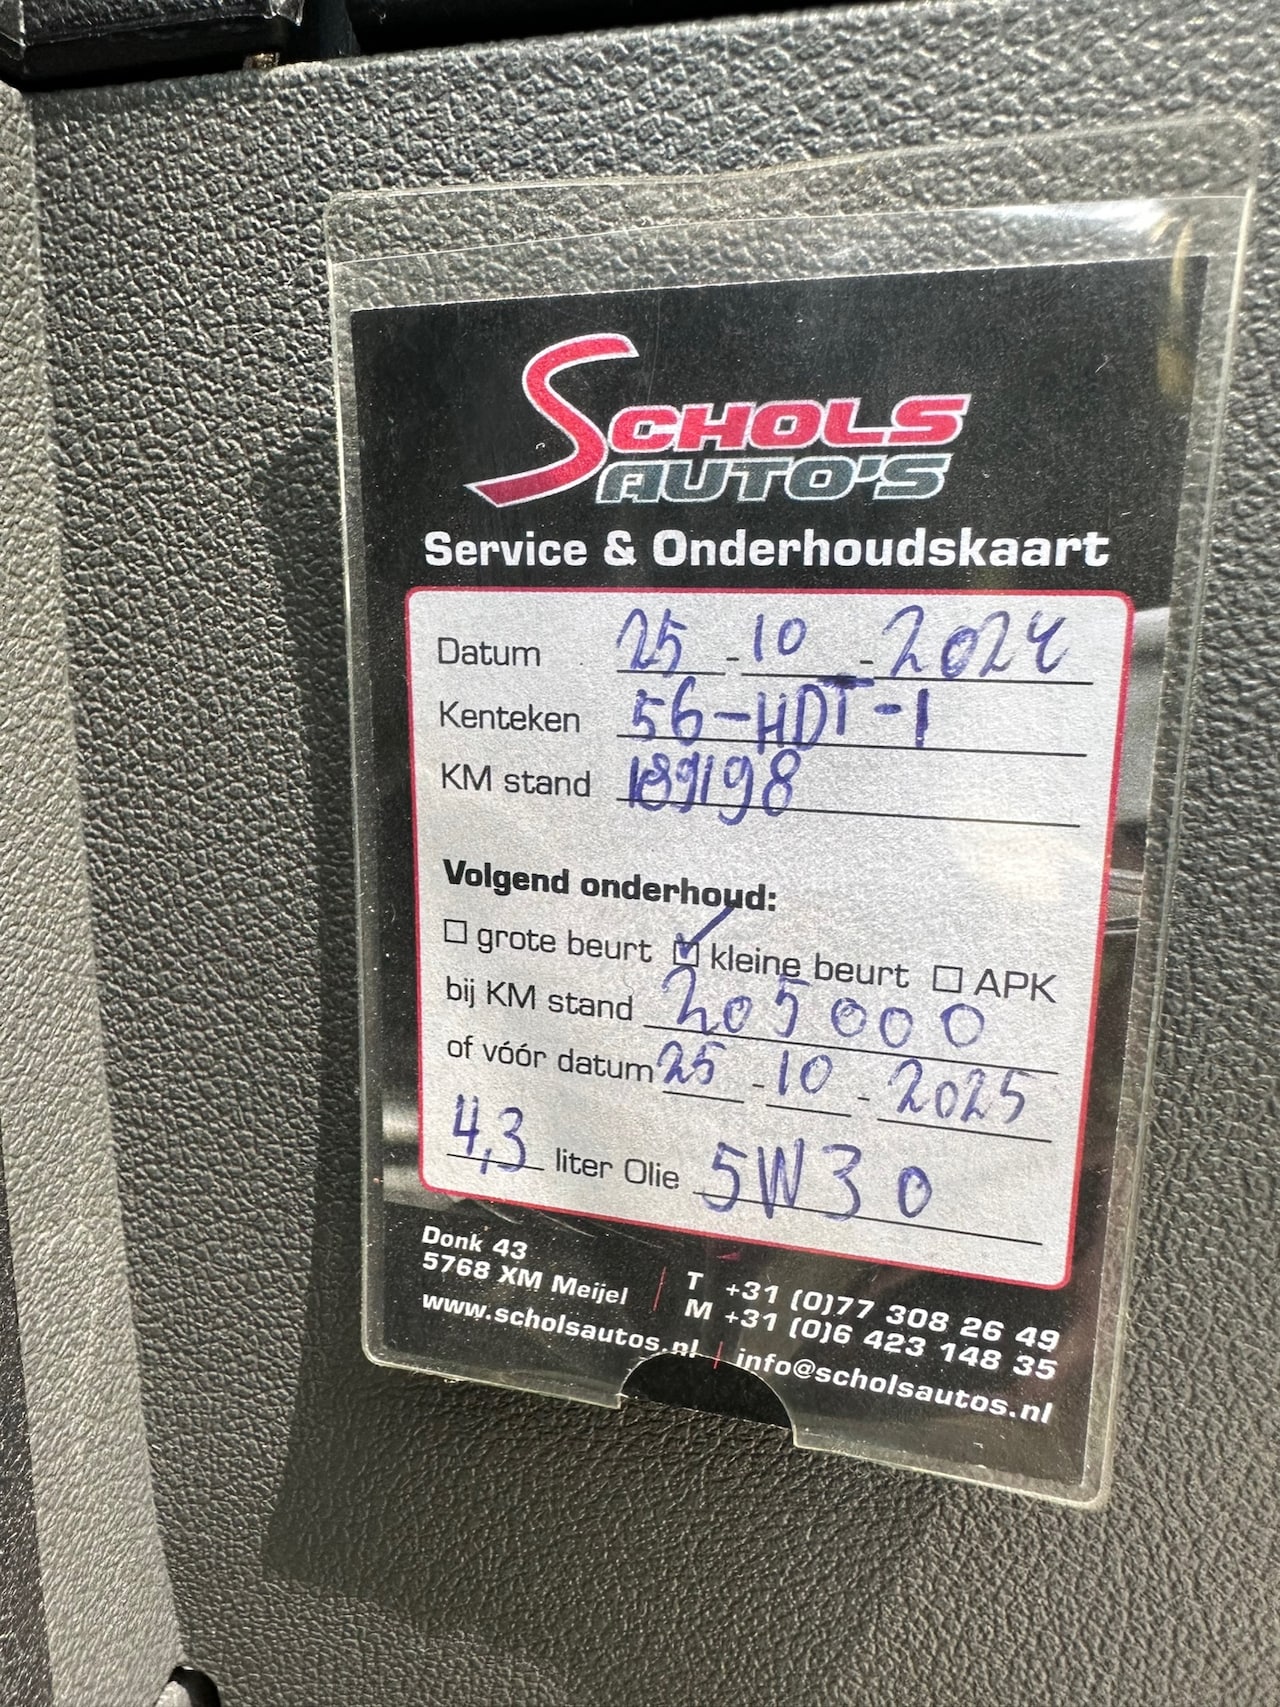 SCHOLS
AUTO'S
Service & Onderhoudskaart
Datum 25 - 10 - 2024
Kenteken 56-HDT-1
KM stand 189198
Volgend onderhoud:
☐ grote beurt ☑ kleine beurt ☐ APK
bij KM stand 205000
of vóór datum 25 - 10 - 2025
4,3 liter Olie 5W30
Donk 43
5768 XM Meijel
www.scholsautos.nl
T +31 (0)77 308 26 49
M +31 (0)6 423 148 35
info@scholsautos.nl